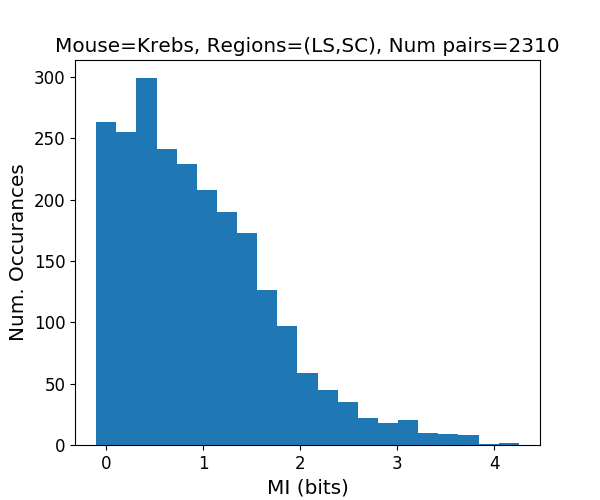 Mouse=Krebs, Regions=(LS,SC), Num pairs=2310
300
250
200
150
100
50
0
Num. Occurances
0 1 2 3 4
MI (bits)